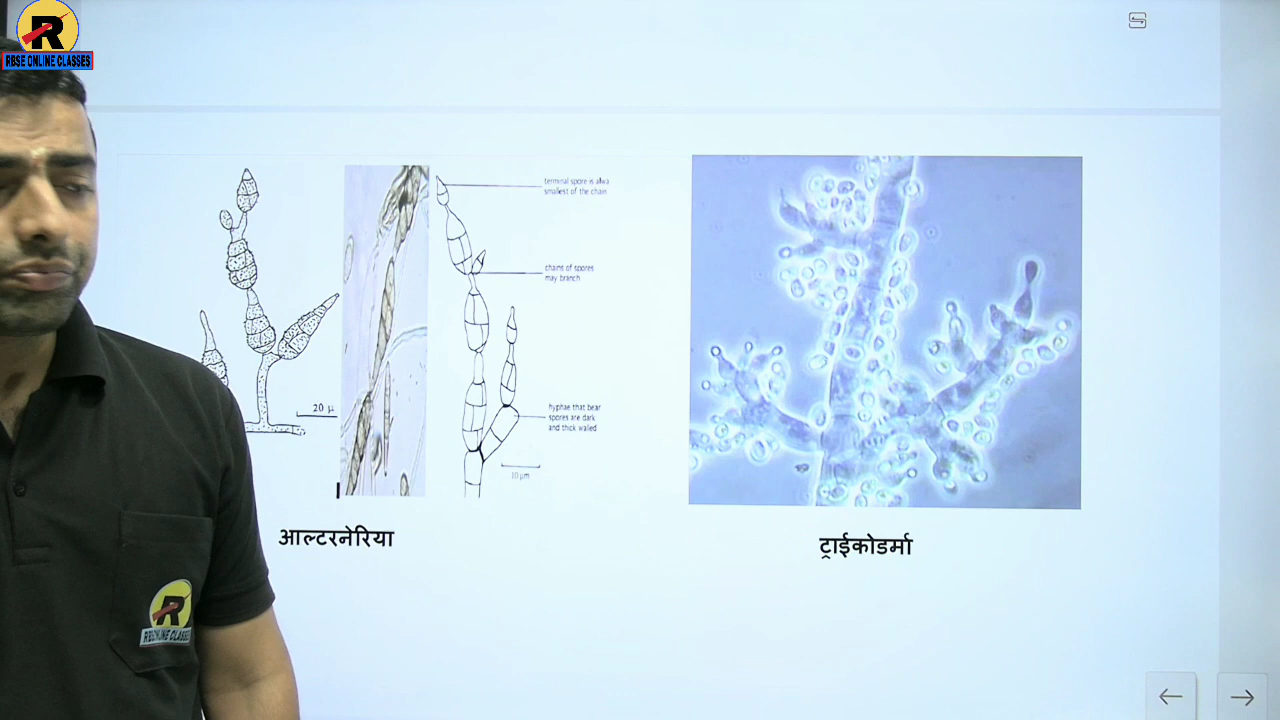 R
RBSE ONLINE CLASSES
terminal spore is alwa
smallest of the chain
chains of spores
may branch
20 µ
hyphae that bear
spores are dark
and thick walled
10 µm
आल्टरनेरिया
ट्राईकोडर्मा
R
RBSE ONLINE CLASSES